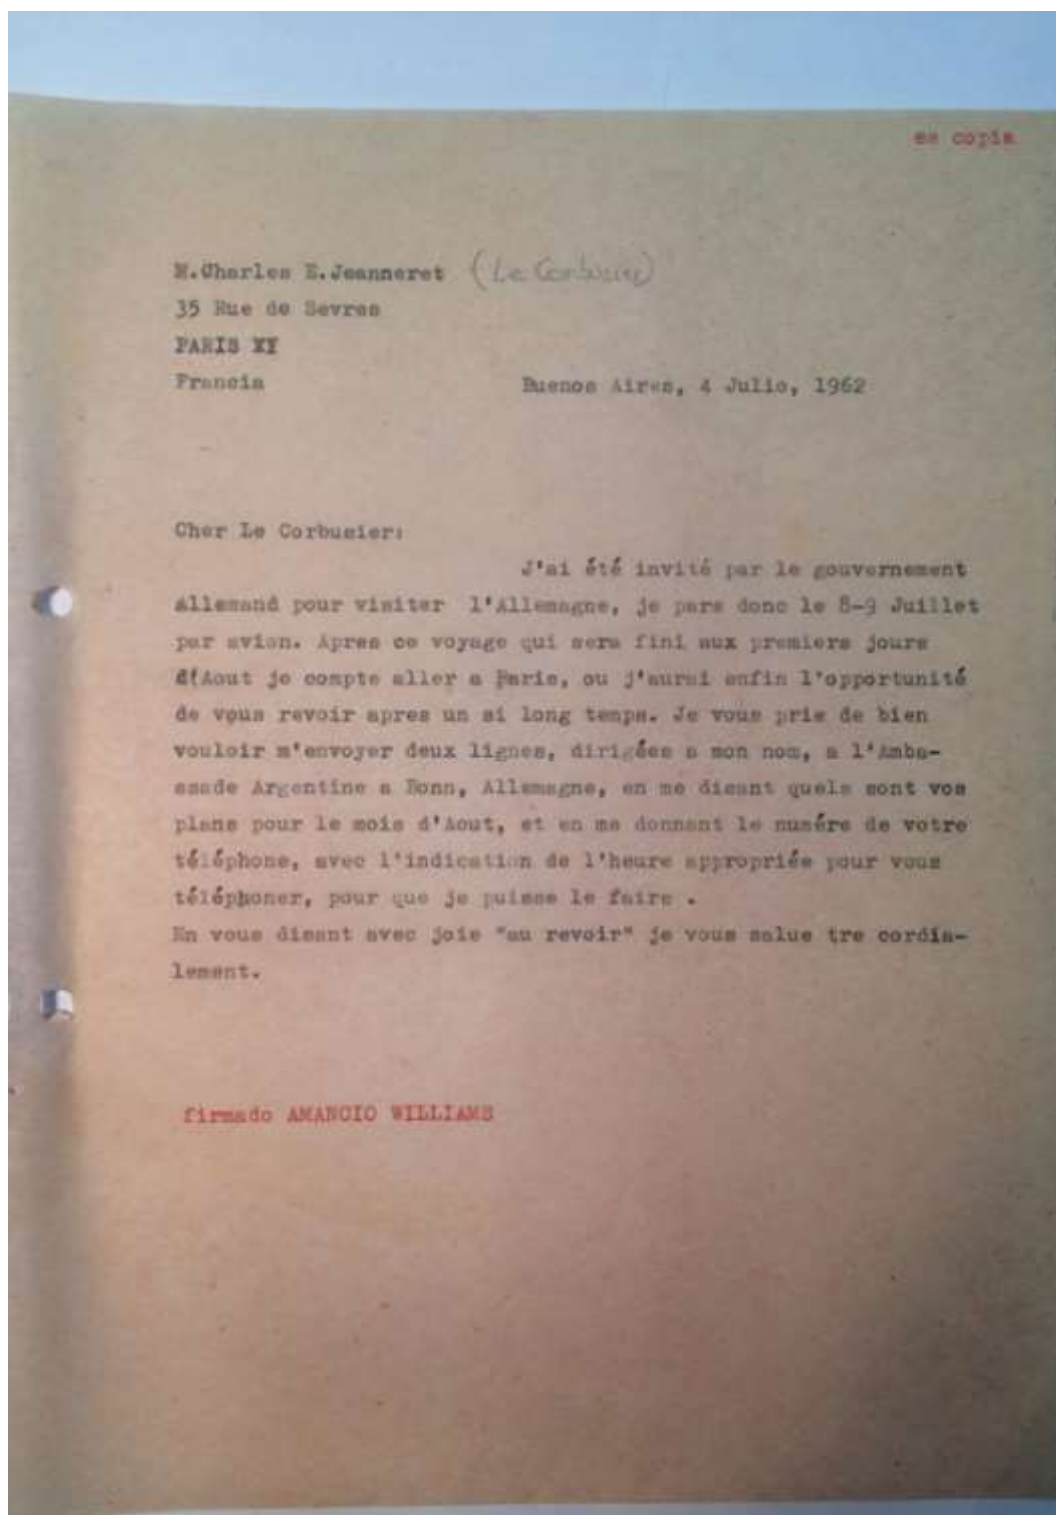 es copia
M.Charles E.Jeanneret (Le Corbusier)
35 Rue de Sevres
PARIS XY
Francia
Buenos Aires, 4 Julio, 1962
Cher Le Corbusier:
J'ai été invité par le gouvernement
Allemand pour visiter l'Allemagne, je pars donc le 8-9 Juillet
par avion. Apres ce voyage qui sera fini aux premiers jours
d'Aout je compte aller a Paris, ou j'aurai enfin l'opportunité
de vous revoir apres un si long temps. Je vous prie de bien
vouloir m'envoyer deux lignes, dirigées a mon nom, a l'Amba-
ssade Argentine a Bonn, Allemagne, en me disant quels sont vos
plans pour le mois d'Aout, et en me donnant le numére de votre
téléphone, avec l'indication de l'heure appropriée pour vous
téléphoner, pour que je puisse le faire .
En vous disant avec joie "au revoir" je vous salue tre cordia-
lement.
firmado AMANCIO WILLIAMS